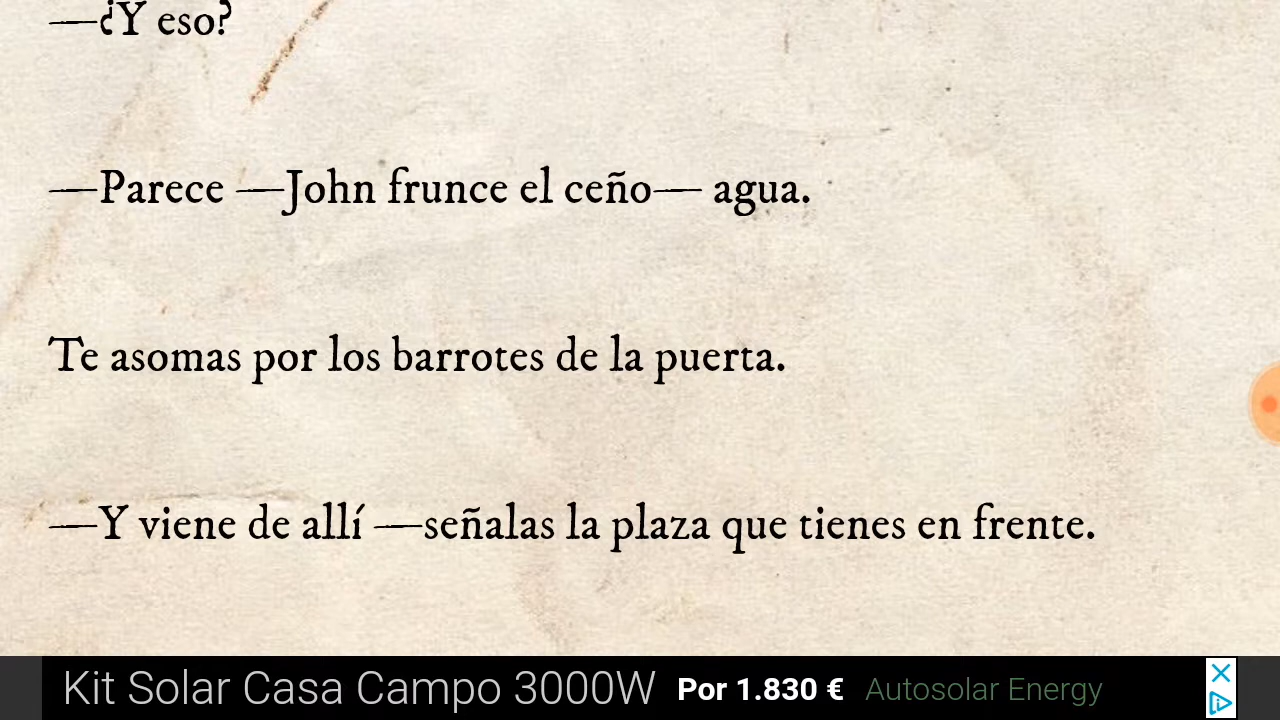 —¿Y eso?
—Parece —John frunce el ceño— agua.
Te asomas por los barrotes de la puerta.
—Y viene de allí —señalas la plaza que tienes en frente.
Kit Solar Casa Campo 3000W Por 1.830 € Autosolar Energy